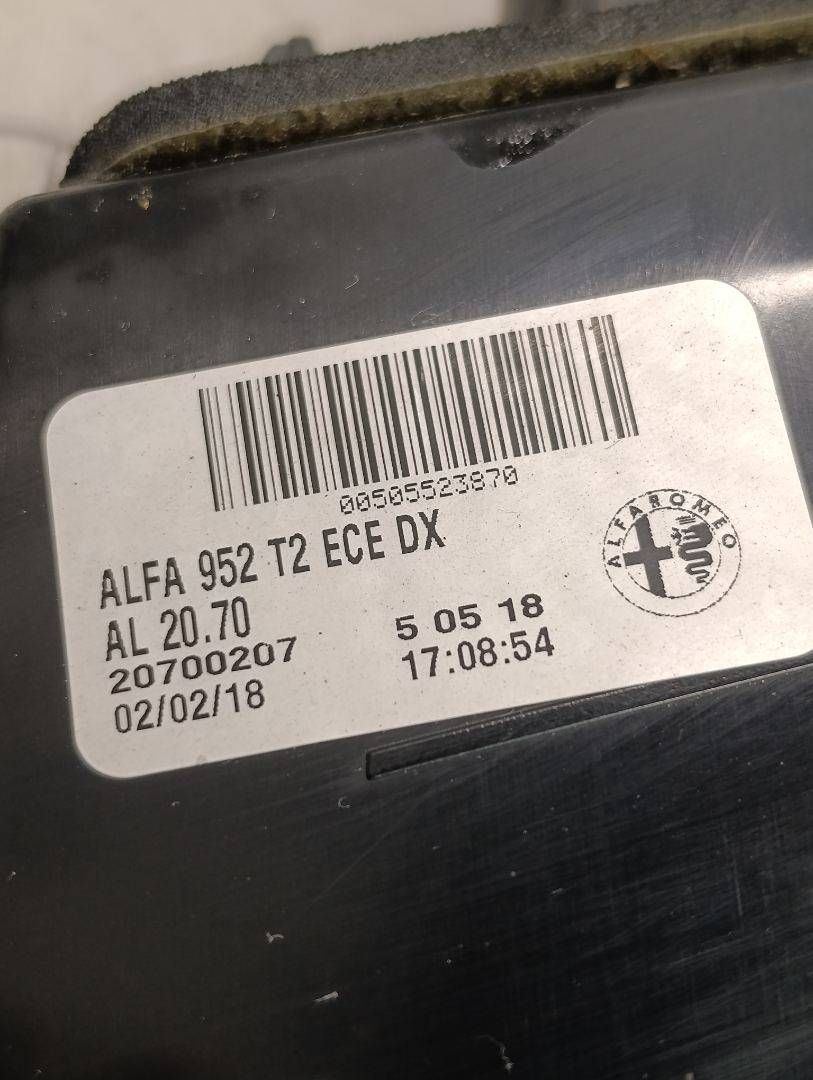 00505523870
ALFA 952 T2 ECE DX
AL 20.70
20700207
02/02/18
5 05 18
17:08:54
ALFA ROMEO